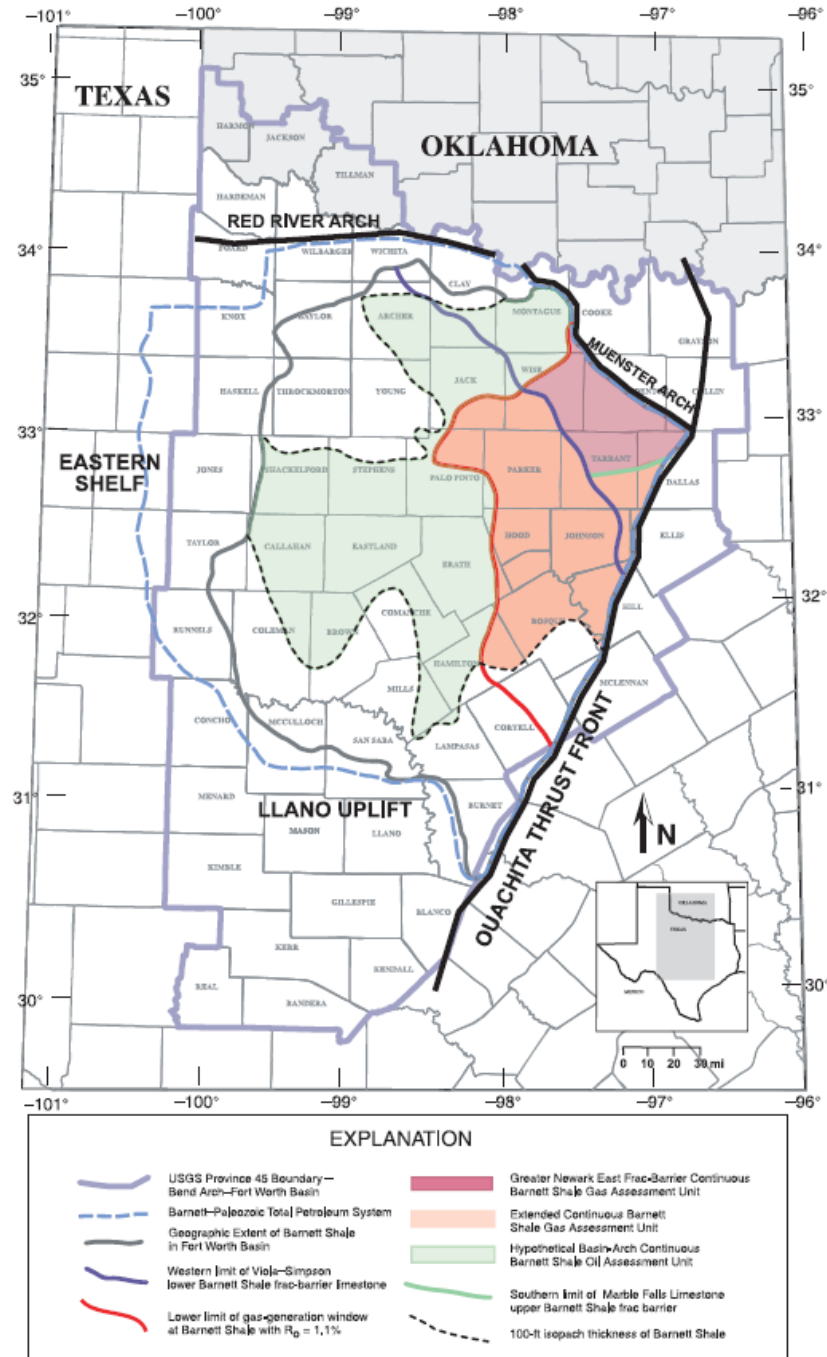 −101° −100 −99 −98 −97 −96°
35° 35°
TEXAS
HARMON
JACKSON
OKLAHOMA
TILLMAN
HARDEMAN
RED RIVER ARCH
34° 34°
FOARD WILBARGER WICHITA
CLAY
KNOX BAYLOR ARCHER MONTAGUE COOKE
GRAYSON
MUENSTER ARCH
HASKELL THROCKMORTON YOUNG JACK WISE DENTON COLLIN
33° 33°
EASTERN
SHELF
JONES SHACKELFORD STEPHENS PALO PINTO PARKER TARRANT DALLAS
TAYLOR CALLAHAN EASTLAND HOOD JOHNSON ELLIS
ERATH
32° 32°
COMANCHE HILL
RUNNELS COLEMAN BROWN BOSQUE
HAMILTON
MILLS MCLENNAN
CONCHO MCCULLOCH SAN SABA CORYELL
LAMPASAS
31° 31°
MENARD LLANO UPLIFT BURNET
MASON LLANO
OUACHITA THRUST FRONT
N
KIMBLE
GILLESPIE BLANCO
KERR
KENDALL
REAL BANDERA
30° 30°
OKLAHOMA
TEXAS
MEXICO
0 10 20 30 mi
−101° −100° −99° −98° −97° −96°
EXPLANATION
USGS Province 45 Boundary—
Bend Arch–Fort Worth Basin
Barnett–Paleozoic Total Petroleum System
Geographic Extent of Barnett Shale
in Fort Worth Basin
Western limit of Viola–Simpson
lower Barnett Shale frac-barrier limestone
Lower limit of gas-generation window
at Barnett Shale with Ro = 1,1%
Greater Newark East Frac-Barrier Continuous
Barnett Shale Gas Assessment Unit
Extended Continuous Barnett
Shale Gas Assessment Unit
Hypothetical Basin-Arch Continuous
Barnett Shale Oil Assessment Unit
Southern limit of Marble Falls Limestone
upper Barnett Shale frac barrier
100-ft isopach thickness of Barnett Shale